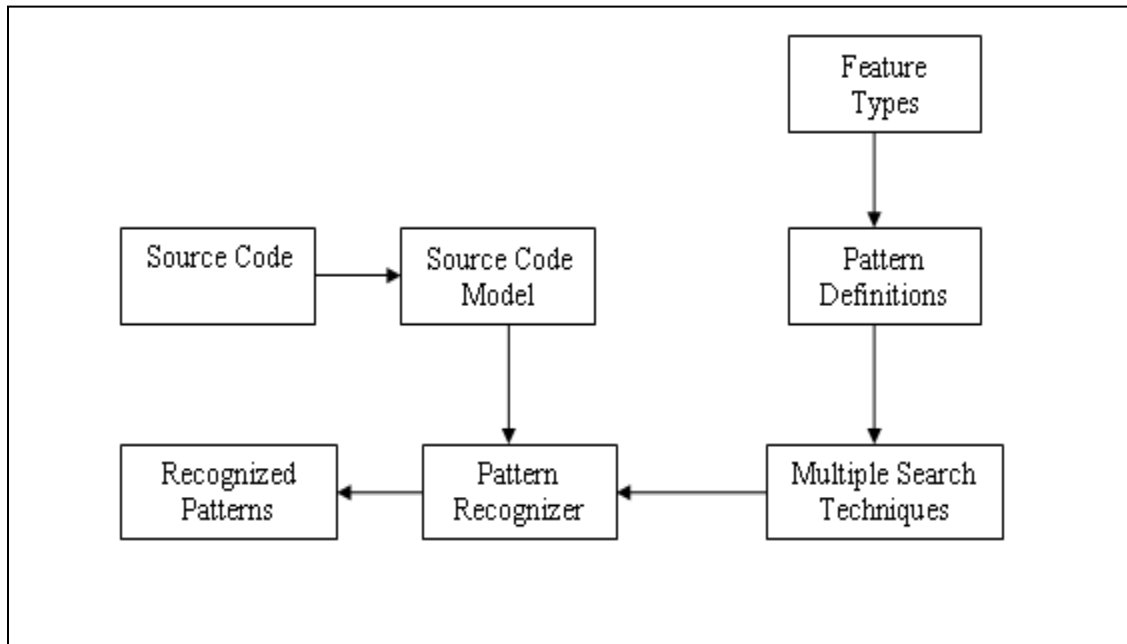 Feature
Types
Source Code
Source Code
Model
Pattern
Definitions
Recognized
Patterns
Pattern
Recognizer
Multiple Search
Techniques